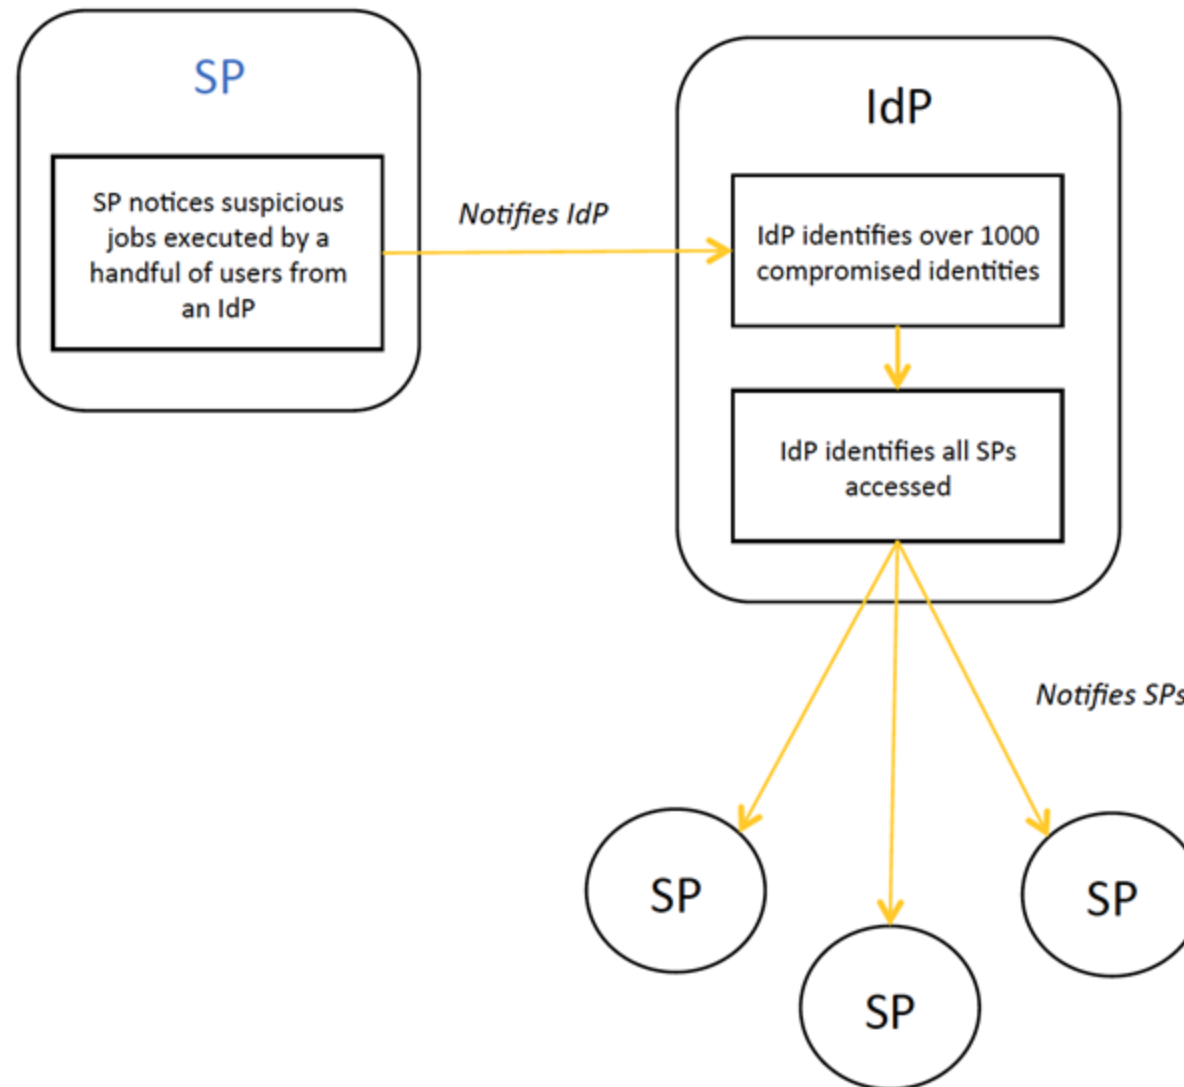 SP
SP notices suspicious
jobs executed by a
handful of users from
an IdP
Notifies IdP
IdP
IdP identifies over 1000
compromised identities
IdP identifies all SPs
accessed
Notifies SPs
SP
SP
SP